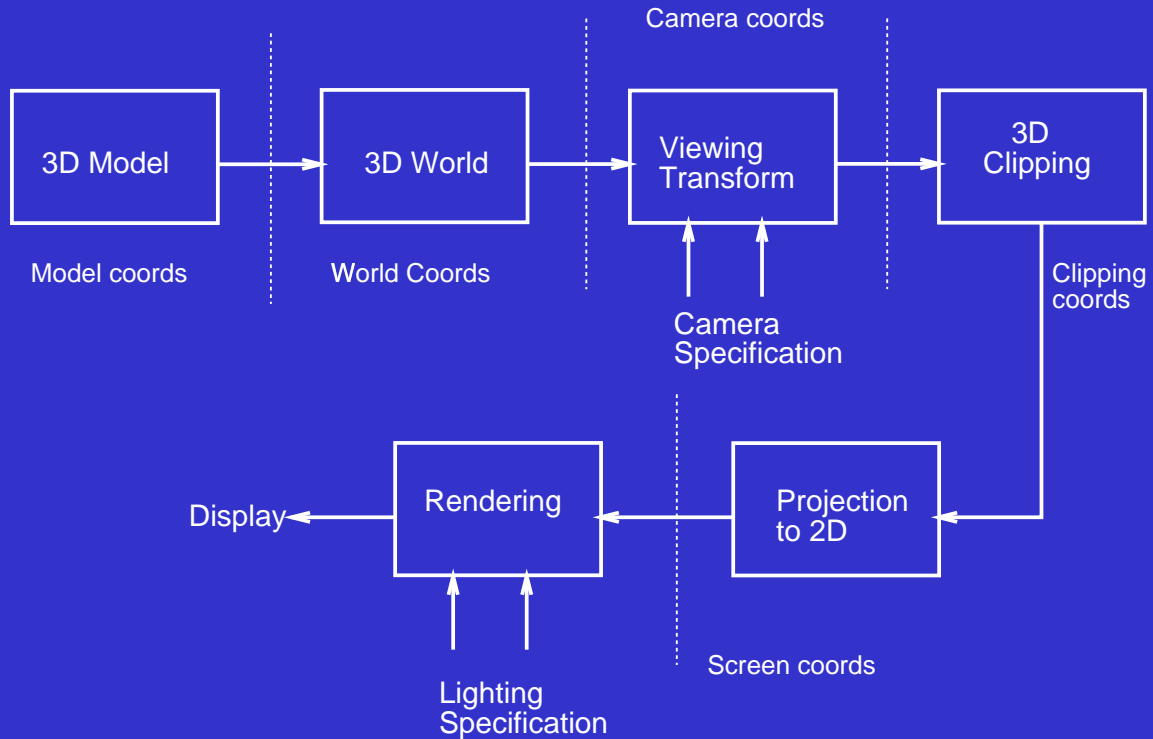 Camera coords
3D Model
3D World
Viewing
Transform
3D
Clipping
Model coords
World Coords
Clipping
coords
Camera
Specification
Display
Rendering
Projection
to 2D
Screen coords
Lighting
Specification